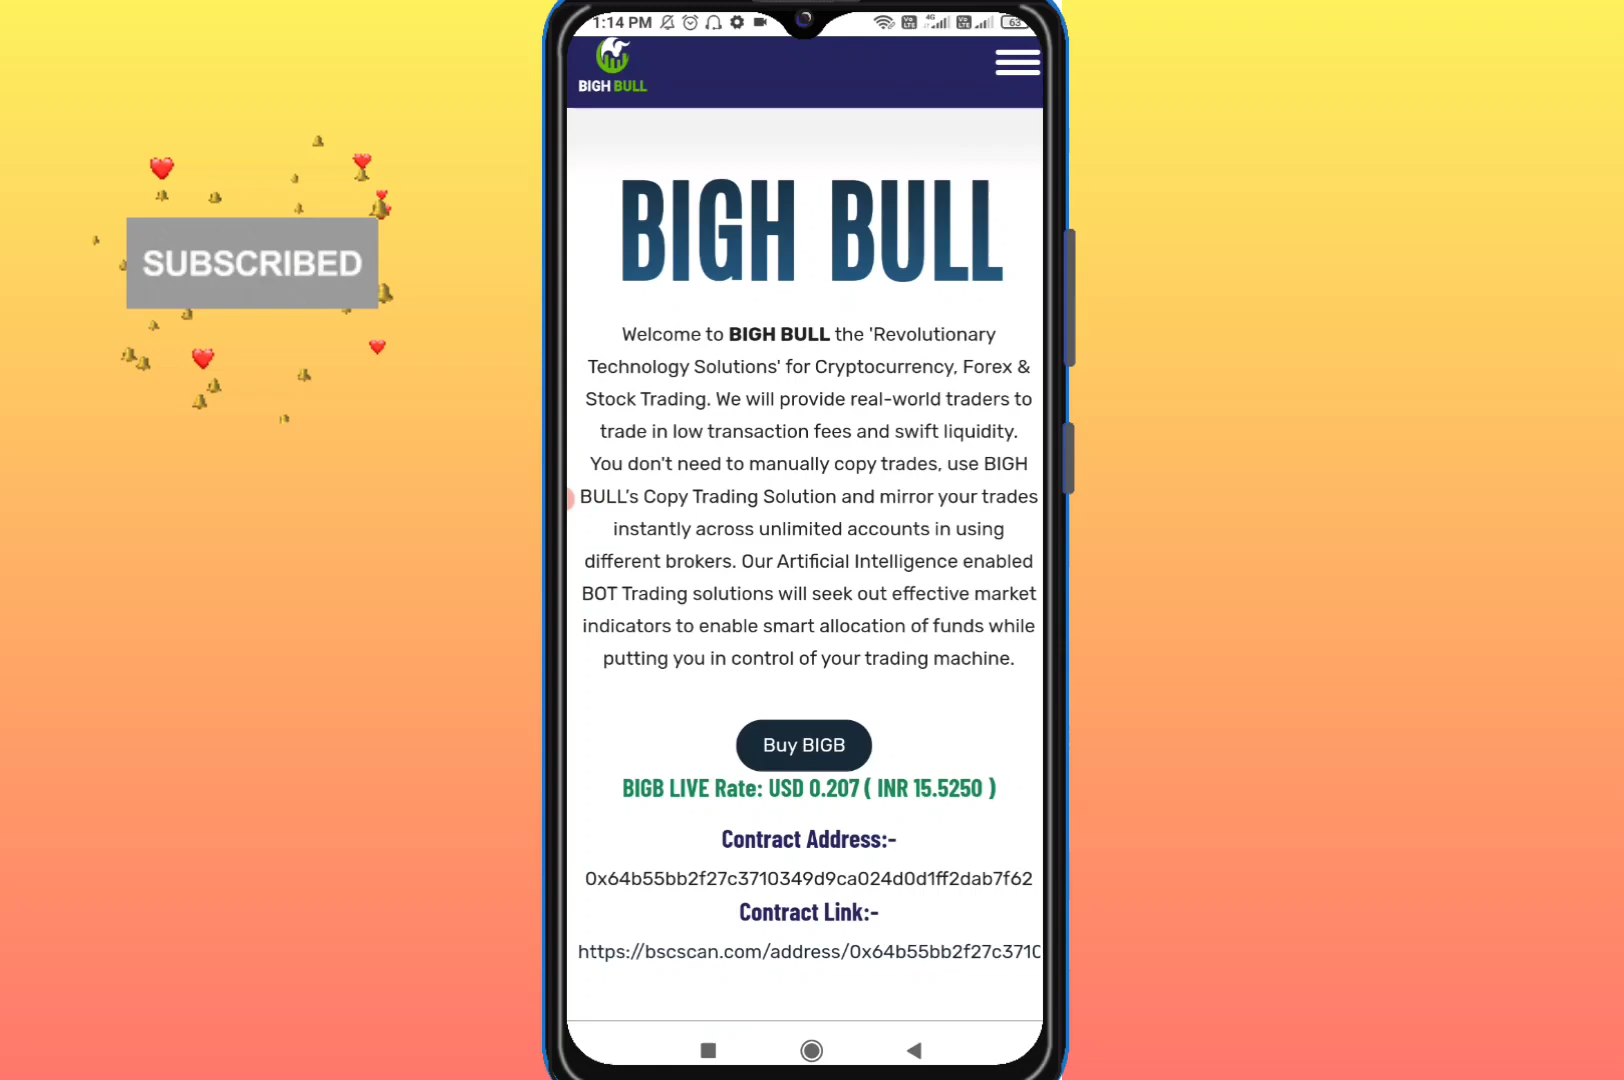 1:14 PM
4G
63
BIGH BULL
SUBSCRIBED
BIGH BULL
Welcome to BIGH BULL the 'Revolutionary
Technology Solutions' for Cryptocurrency, Forex &
Stock Trading. We will provide real-world traders to
trade in low transaction fees and swift liquidity.
You don't need to manually copy trades, use BIGH
BULL's Copy Trading Solution and mirror your trades
instantly across unlimited accounts in using
different brokers. Our Artificial Intelligence enabled
BOT Trading solutions will seek out effective market
indicators to enable smart allocation of funds while
putting you in control of your trading machine.
Buy BIGB
BIGB LIVE Rate: USD 0.207 ( INR 15.5250 )
Contract Address:-
0x64b55bb2f27c3710349d9ca024d0d1ff2dab7f62
Contract Link:-
https://bscscan.com/address/0x64b55bb2f27c371